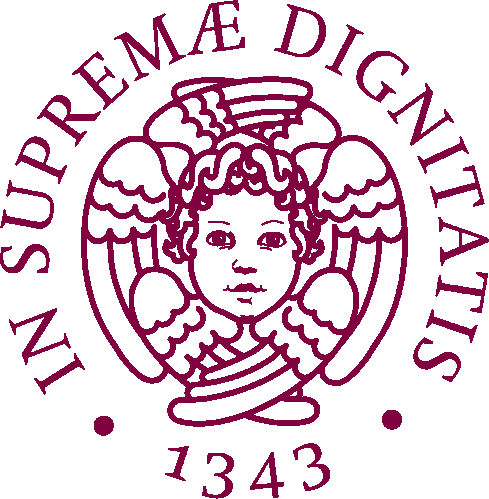 IN SUPREMÆ DIGNITATIS
1343